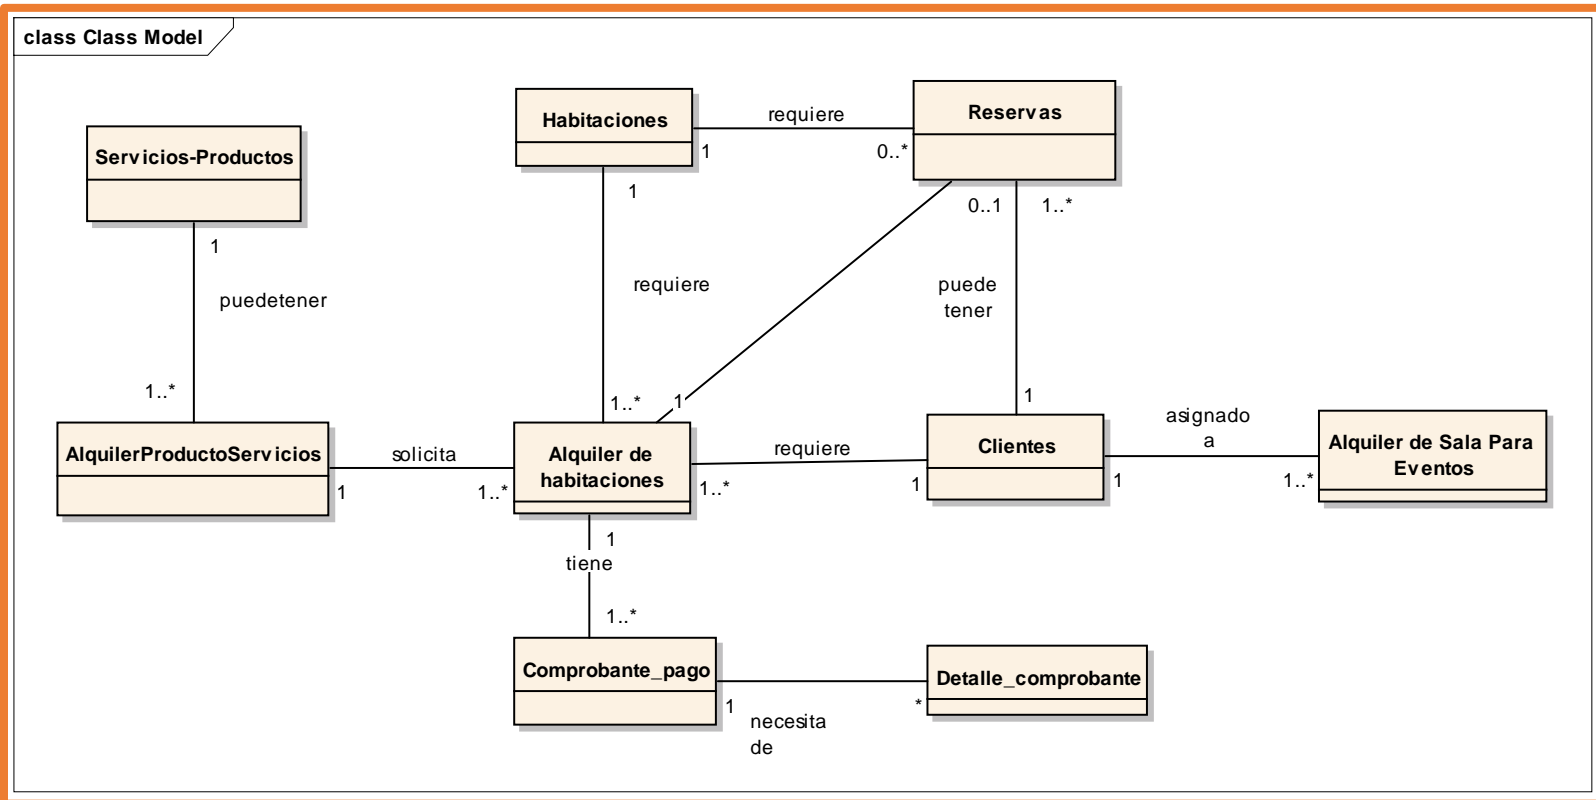 class Class Model
Habitaciones
requiere
1
0..*
Reservas
Servicios-Productos
1
puedetener
1..*
1
requiere
1..*
0..1
1
1..*
puede
tener
1
AlquilerProductoServicios
solicita
1
1..*
Alquiler de
habitaciones
requiere
1..*
1
Clientes
asignado
a
1
1..*
Alquiler de Sala Para
Eventos
1
tiene
1..*
Comprobante_pago
1
necesita
de
*
Detalle_comprobante